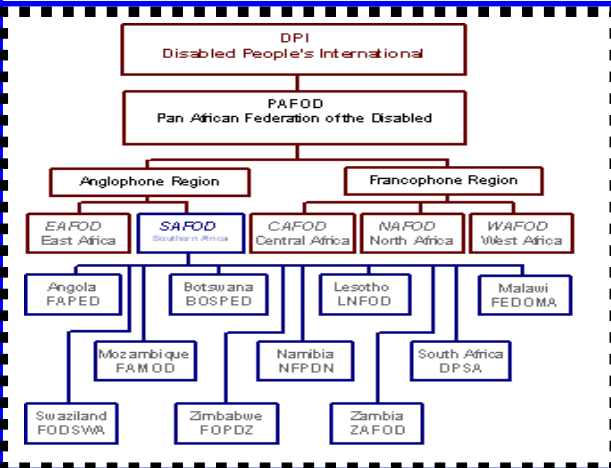 DPI
Disabled People's International
PAFOD
Pan African Federation of the Disabled
Anglophone Region
Francophone Region
EAFOD
East Africa
SAFOD
Southern Africa
CAFOD
Central Africa
NAFOD
North Africa
WAFOD
West Africa
Angola
FAPED
Botswana
BOSPED
Lesotho
LNFOD
Malawi
FEDOMA
Mozambique
FAMOD
Namibia
NFPDN
South Africa
DPSA
Swaziland
FODSWA
Zimbabwe
FOPDZ
Zambia
ZAFOD